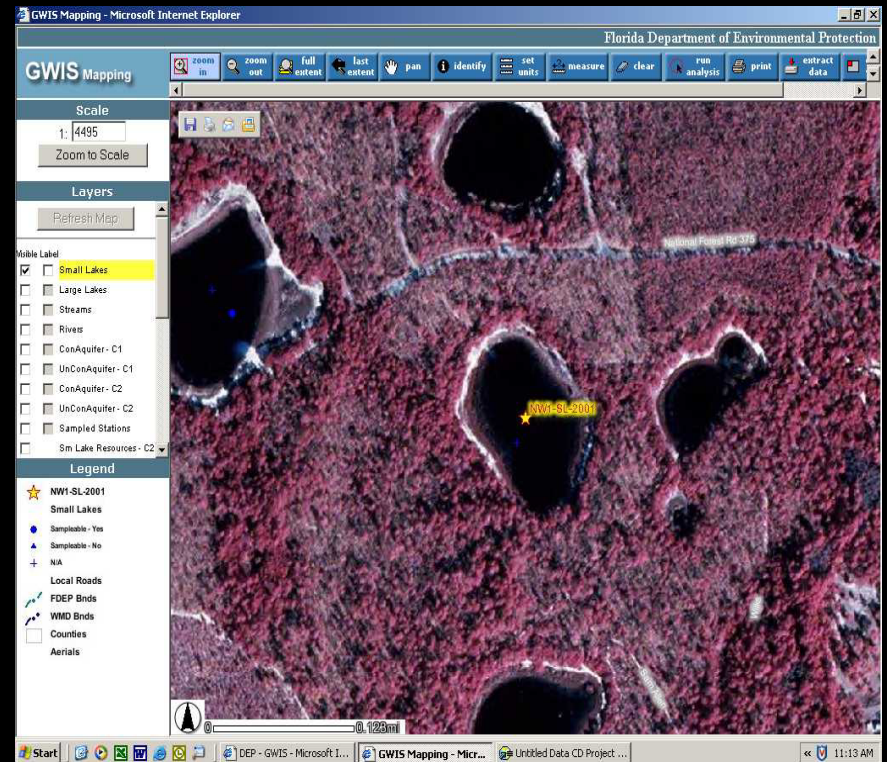 GWIS Mapping - Microsoft Internet Explorer
Florida Department of Environmental Protection
GWIS Mapping
zoom in
zoom out
full extent
last extent
pan
identify
set units
measure
clear
run analysis
print
extract data
Scale
1: 4495
Zoom to Scale
Layers
Refresh Map
Visible Label
Small Lakes
Large Lakes
Streams
Rivers
ConAquifer - C1
UnConAquifer - C1
ConAquifer - C2
UnConAquifer - C2
Sampled Stations
Sm Lake Resources - C2
Legend
NW1-SL-2001
Small Lakes
Sampleable - Yes
Sampleable - No
N/A
Local Roads
FDEP Bnds
WMD Bnds
Counties
Aerials
National Forest Rd 375
NW1-SL-2001
0
0.128mi
Start
DEP - GWIS - Microsoft I...
GWIS Mapping - Micr...
Untitled Data CD Project ...
11:13 AM